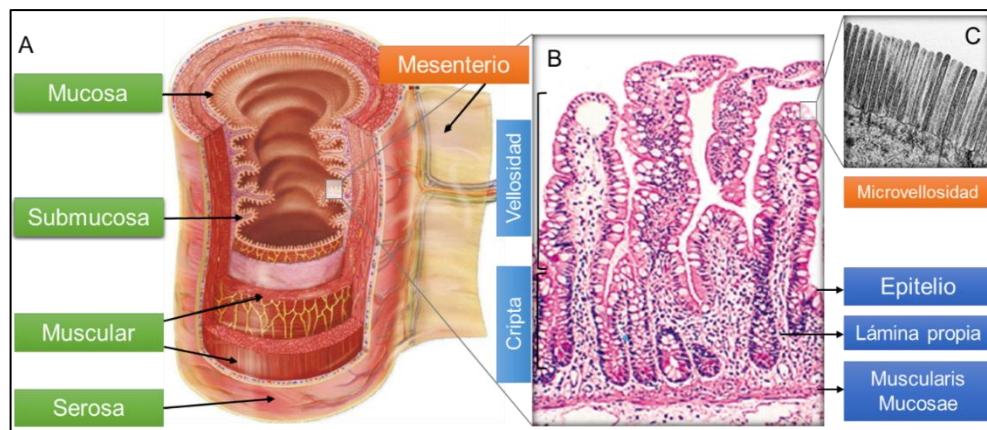 A
Mucosa
Submucosa
Muscular
Serosa
Mesenterio
Vellosidad
Cripta
B
C
Microvellosidad
Epitelio
Lámina propia
Muscularis
Mucosae